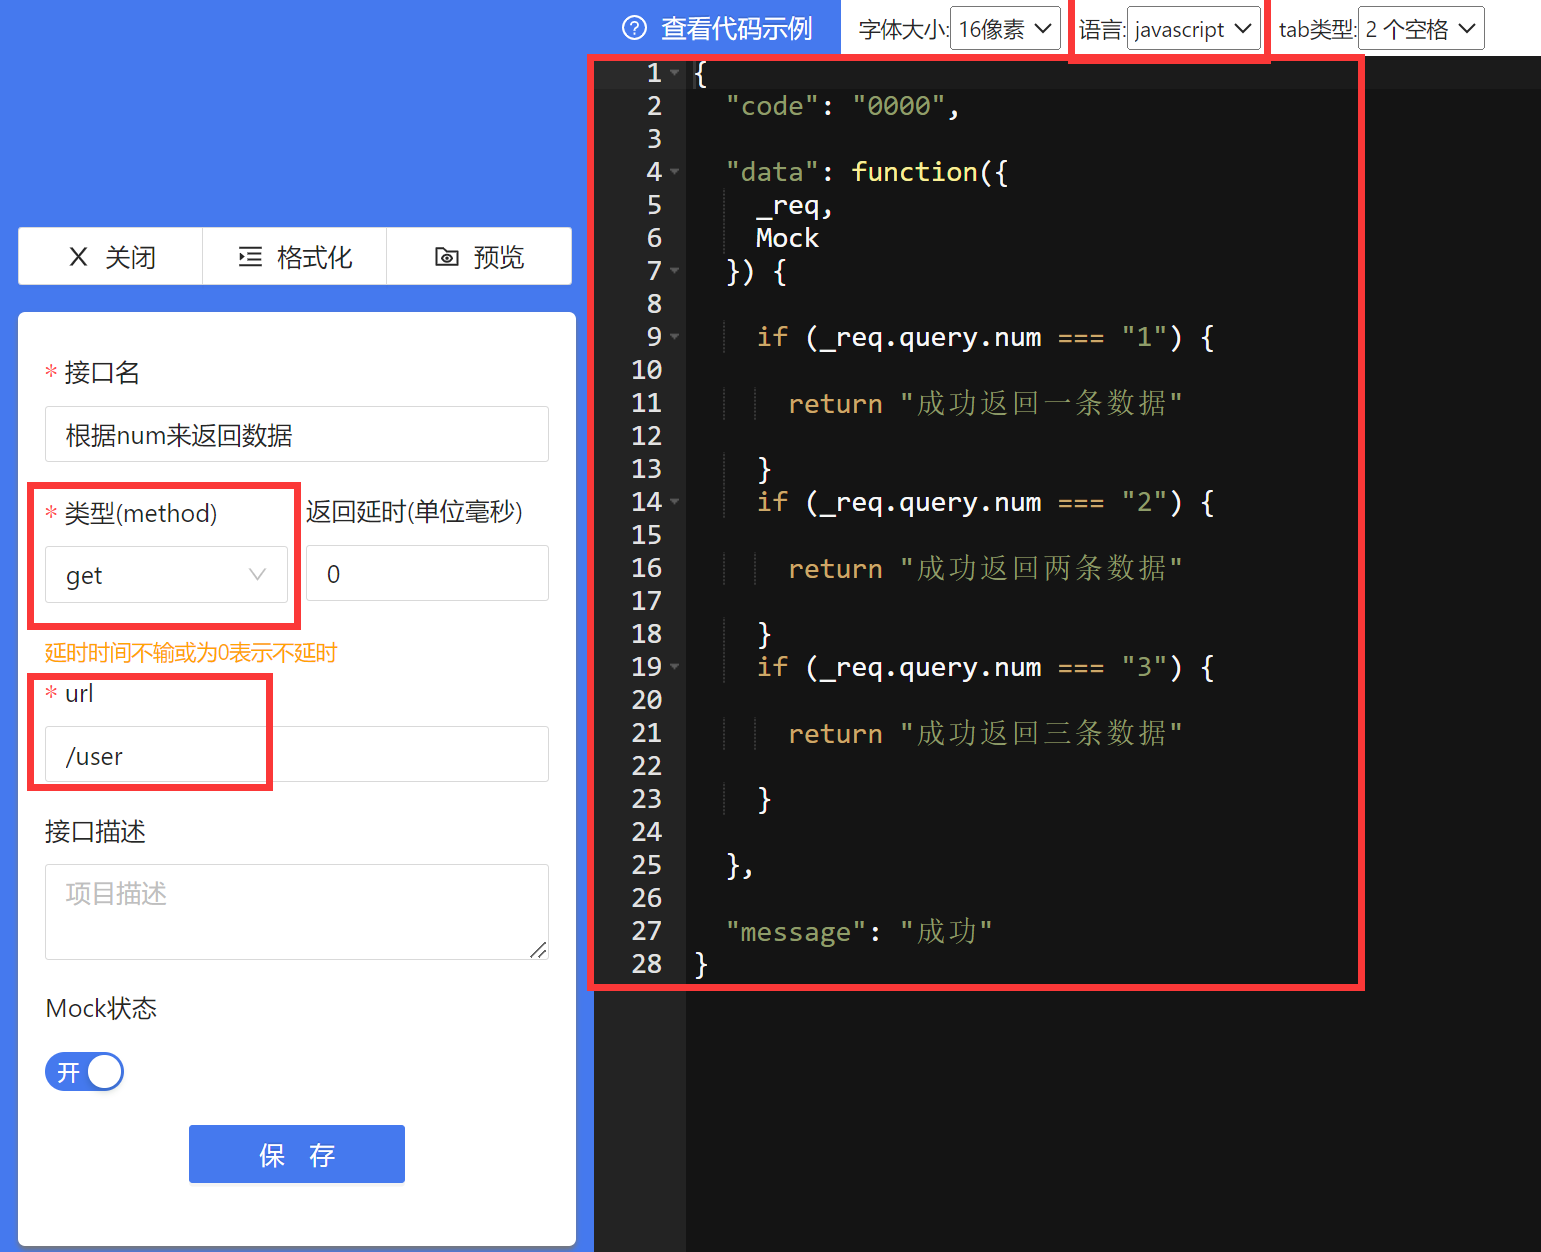 查看代码示例 字体大小: 16像素 语言: javascript tab类型: 2 个空格
关闭 格式化 预览
* 接口名
根据num来返回数据
* 类型(method) 返回延时(单位毫秒)
get 0
延时时间不输或为0表示不延时
* url
/user
接口描述
项目描述
Mock状态
开
保 存
1 {
2 "code": "0000",
3
4 "data": function({
5 _req,
6 Mock
7 }) {
8
9 if (_req.query.num === "1") {
10
11 return "成功返回一条数据"
12
13 }
14 if (_req.query.num === "2") {
15
16 return "成功返回两条数据"
17
18 }
19 if (_req.query.num === "3") {
20
21 return "成功返回三条数据"
22
23 }
24
25 },
26
27 "message": "成功"
28 }